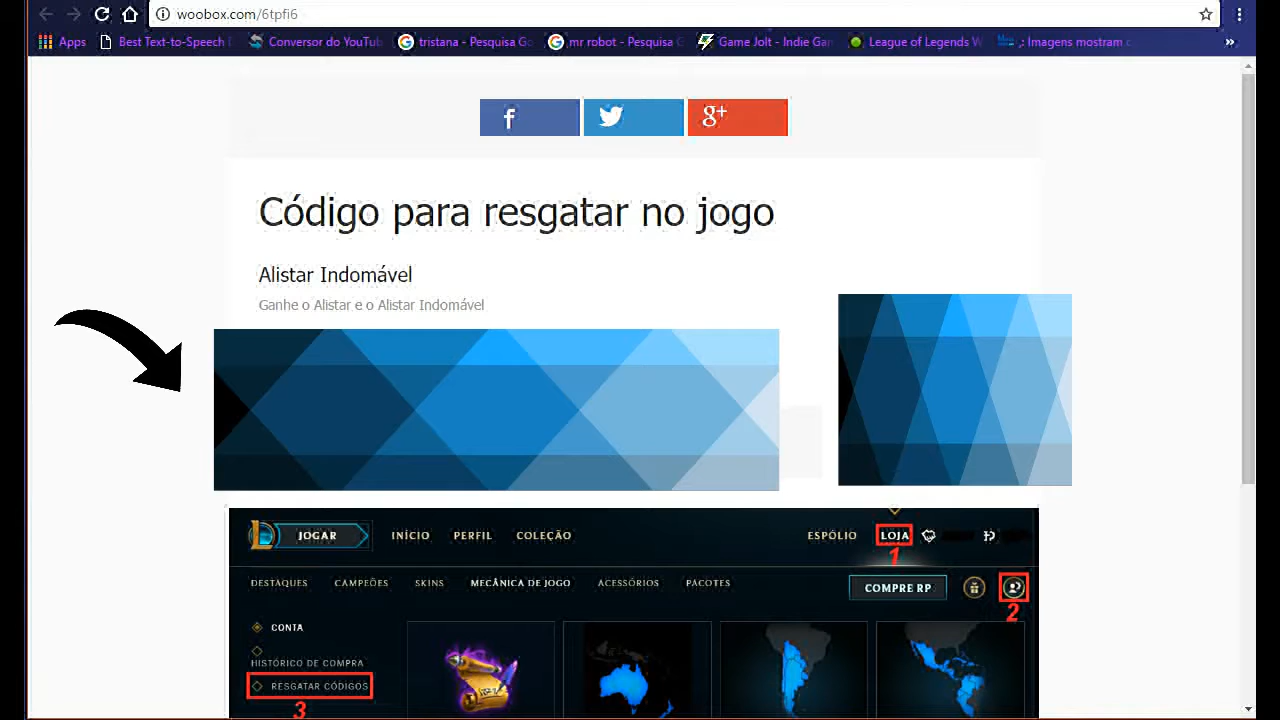 woobox.com/6tpfi6
Apps Best Text-to-Speech Conversor do YouTu tristana - Pesquisa Go mr robot - Pesquisa G Game Jolt - Indie Gam League of Legends W .: Imagens mostram c »
f g+
Código para resgatar no jogo
Alistar Indomável
Ganhe o Alistar e o Alistar Indomável
JOGAR INÍCIO PERFIL COLEÇÃO ESPÓLIO LOJA
1
DESTAQUES CAMPEÕES SKINS MECÂNICA DE JOGO ACESSÓRIOS PACOTES COMPRE RP
2
CONTA
HISTÓRICO DE COMPRA
RESGATAR CÓDIGOS
3